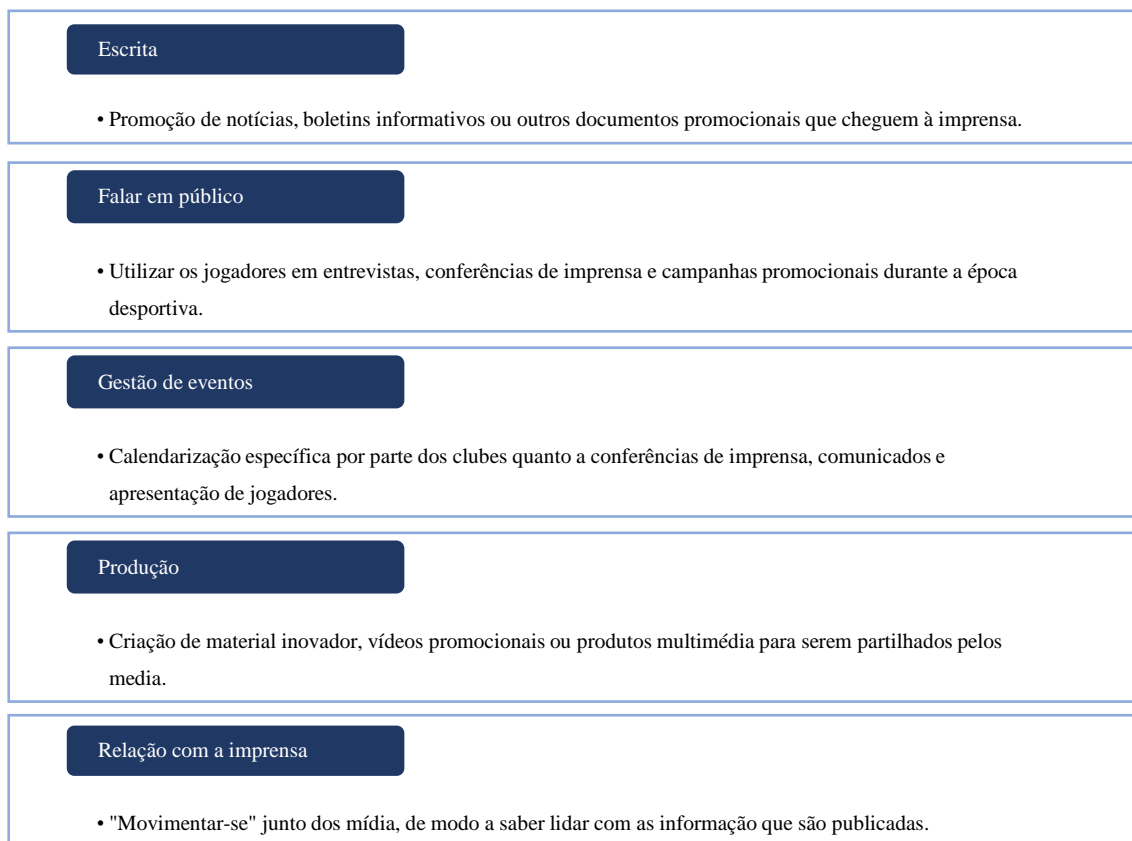 Escrita
• Promoção de notícias, boletins informativos ou outros documentos promocionais que cheguem à imprensa.
Falar em público
• Utilizar os jogadores em entrevistas, conferências de imprensa e campanhas promocionais durante a época
desportiva.
Gestão de eventos
• Calendarização específica por parte dos clubes quanto a conferências de imprensa, comunicados e
apresentação de jogadores.
Produção
• Criação de material inovador, vídeos promocionais ou produtos multimédia para serem partilhados pelos
media.
Relação com a imprensa
• "Movimentar-se" junto dos mídia, de modo a saber lidar com as informação que são publicadas.